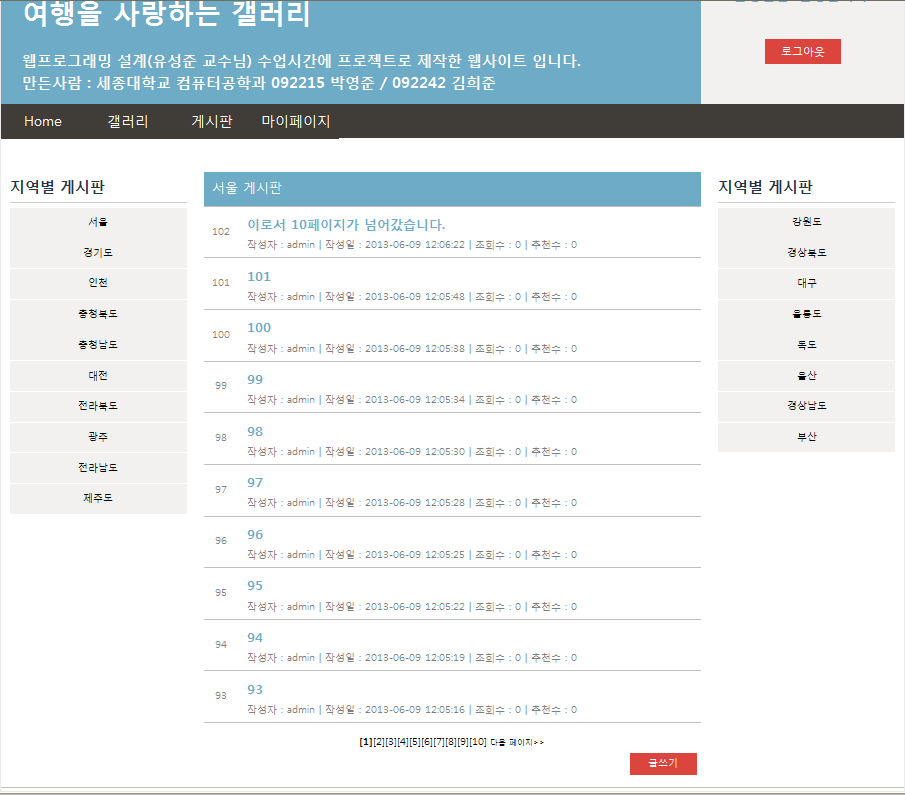 여행을 사랑하는 갤러리
웹프로그래밍 설계(유성준 교수님) 수업시간에 프로젝트로 제작한 웹사이트 입니다.
만든사람 : 세종대학교 컴퓨터공학과 092215 박영준 / 092242 김희준
로그아웃
Home 갤러리 게시판 마이페이지
지역별 게시판
서울
경기도
인천
충청북도
충청남도
대전
전라북도
광주
전라남도
제주도
서울 게시판
102 이로서 10페이지가 넘어갔습니다.
작성자 : admin | 작성일 : 2013-06-09 12:06:22 | 조회수 : 0 | 추천수 : 0
101 101
작성자 : admin | 작성일 : 2013-06-09 12:05:48 | 조회수 : 0 | 추천수 : 0
100 100
작성자 : admin | 작성일 : 2013-06-09 12:05:38 | 조회수 : 0 | 추천수 : 0
99 99
작성자 : admin | 작성일 : 2013-06-09 12:05:34 | 조회수 : 0 | 추천수 : 0
98 98
작성자 : admin | 작성일 : 2013-06-09 12:05:30 | 조회수 : 0 | 추천수 : 0
97 97
작성자 : admin | 작성일 : 2013-06-09 12:05:28 | 조회수 : 0 | 추천수 : 0
96 96
작성자 : admin | 작성일 : 2013-06-09 12:05:25 | 조회수 : 0 | 추천수 : 0
95 95
작성자 : admin | 작성일 : 2013-06-09 12:05:22 | 조회수 : 0 | 추천수 : 0
94 94
작성자 : admin | 작성일 : 2013-06-09 12:05:19 | 조회수 : 0 | 추천수 : 0
93 93
작성자 : admin | 작성일 : 2013-06-09 12:05:16 | 조회수 : 0 | 추천수 : 0
[1][2][3][4][5][6][7][8][9][10] 다음 페이지>>
글쓰기
지역별 게시판
강원도
경상북도
대구
울릉도
독도
울산
경상남도
부산